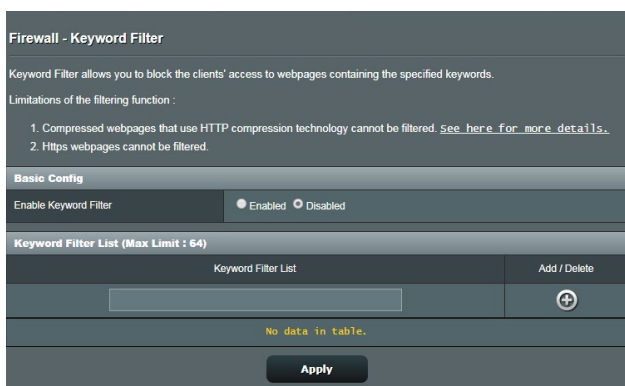 Firewall - Keyword Filter
Keyword Filter allows you to block the clients' access to webpages containing the specified keywords.
Limitations of the filtering function :
1. Compressed webpages that use HTTP compression technology cannot be filtered. See here for more details.
2. Https webpages cannot be filtered.
Basic Config
Enable Keyword Filter Enabled Disabled
Keyword Filter List (Max Limit : 64)
Keyword Filter List Add / Delete
No data in table.
Apply